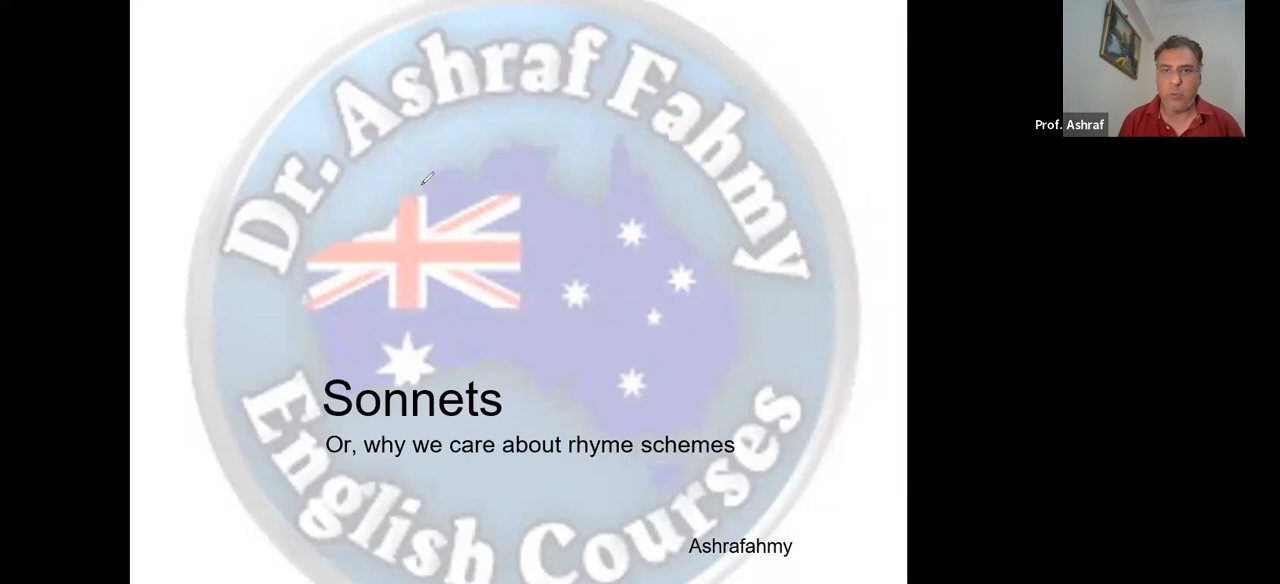 Dr. Ashraf Fahmy
Prof. Ashraf
Sonnets
Or, why we care about rhyme schemes
English Courses
Ashrafahmy